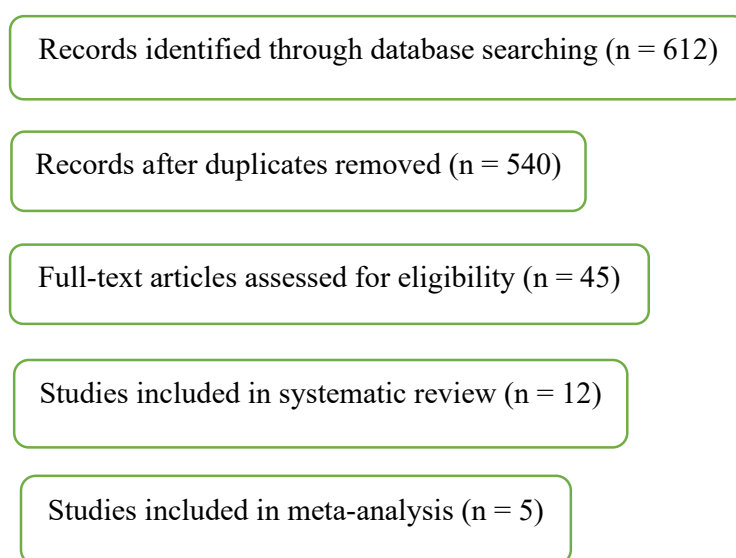 Records identified through database searching (n = 612)
Records after duplicates removed (n = 540)
Full-text articles assessed for eligibility (n = 45)
Studies included in systematic review (n = 12)
Studies included in meta-analysis (n = 5)